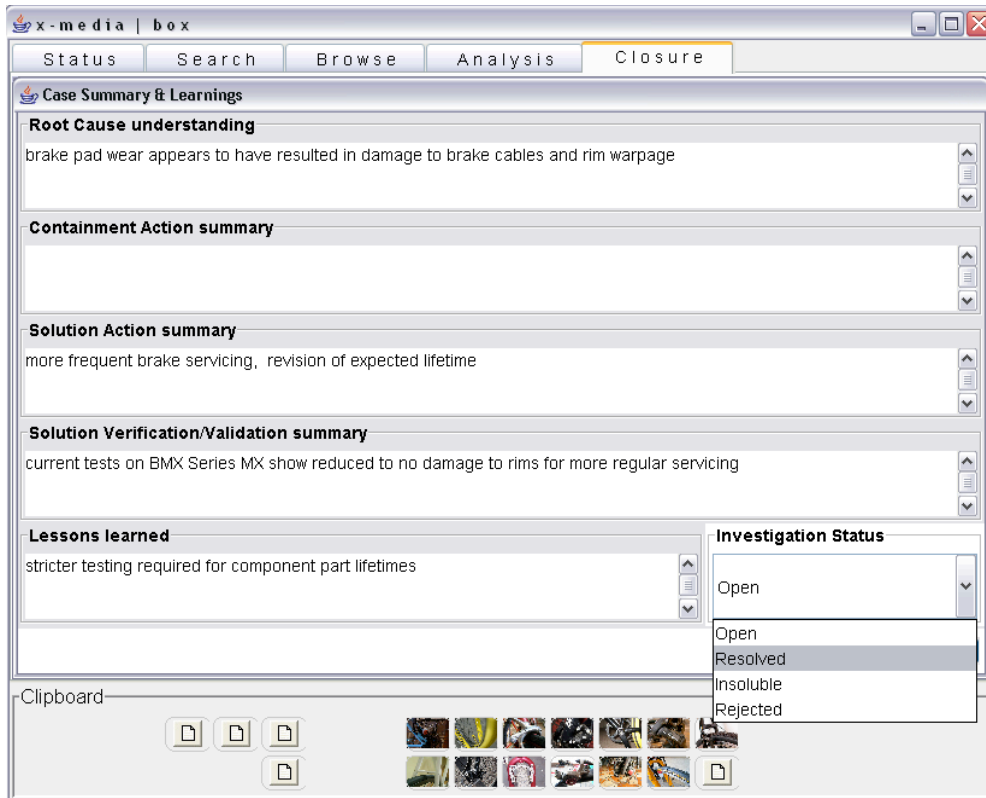 x-media | box
Status Search Browse Analysis Closure
Case Summary & Learnings
Root Cause understanding
brake pad wear appears to have resulted in damage to brake cables and rim warpage
Containment Action summary
Solution Action summary
more frequent brake servicing, revision of expected lifetime
Solution Verification/Validation summary
current tests on BMX Series MX show reduced to no damage to rims for more regular servicing
Lessons learned
stricter testing required for component part lifetimes
Investigation Status
Open
Open
Resolved
Insoluble
Rejected
Clipboard